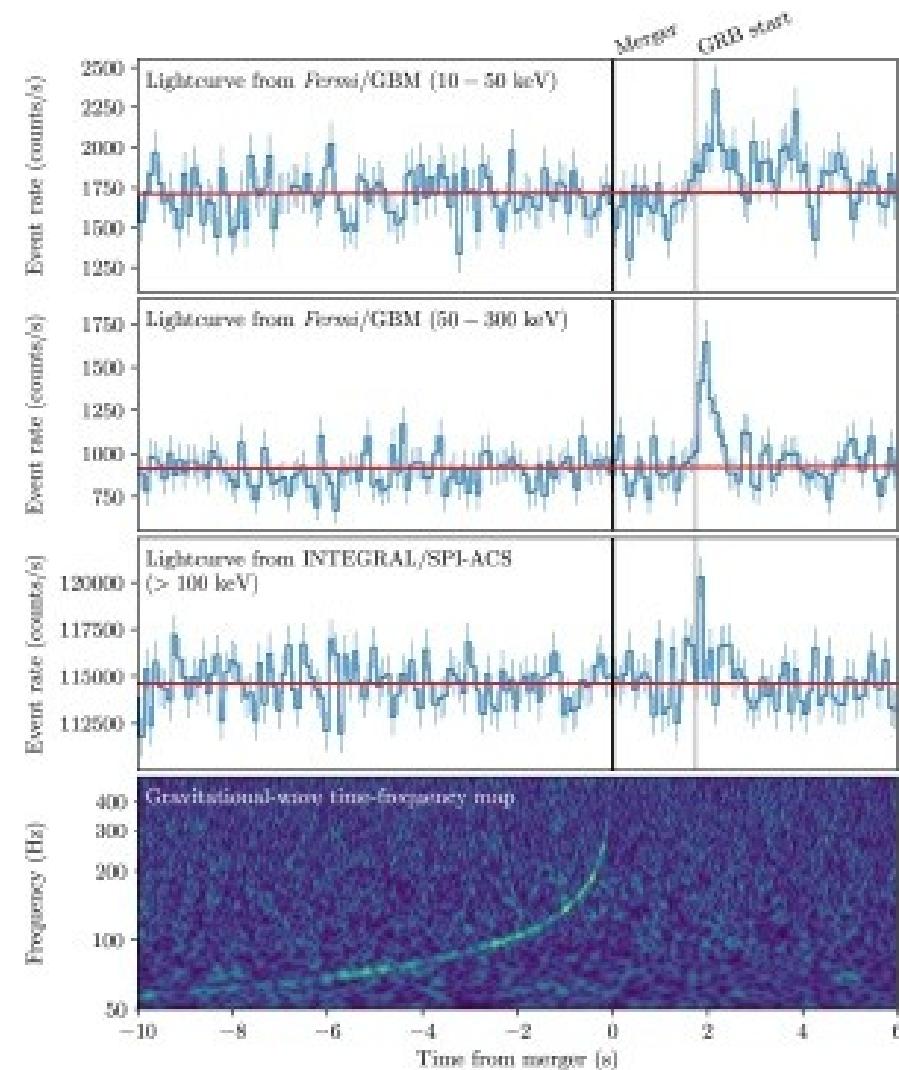 Merger GRB start
Lightcurve from Fermi/GBM (10 − 50 keV)
2500
2250
2000
1750
1500
1250
Event rate (counts/s)
Lightcurve from Fermi/GBM (50 − 300 keV)
1750
1500
1250
1000
750
Event rate (counts/s)
Lightcurve from INTEGRAL/SPI-ACS
(> 100 keV)
120000
117500
115000
112500
Event rate (counts/s)
Gravitational-wave time-frequency map
400
300
200
100
50
Frequency (Hz)
−10 −8 −6 −4 −2 0 2 4
Time from merger (s)